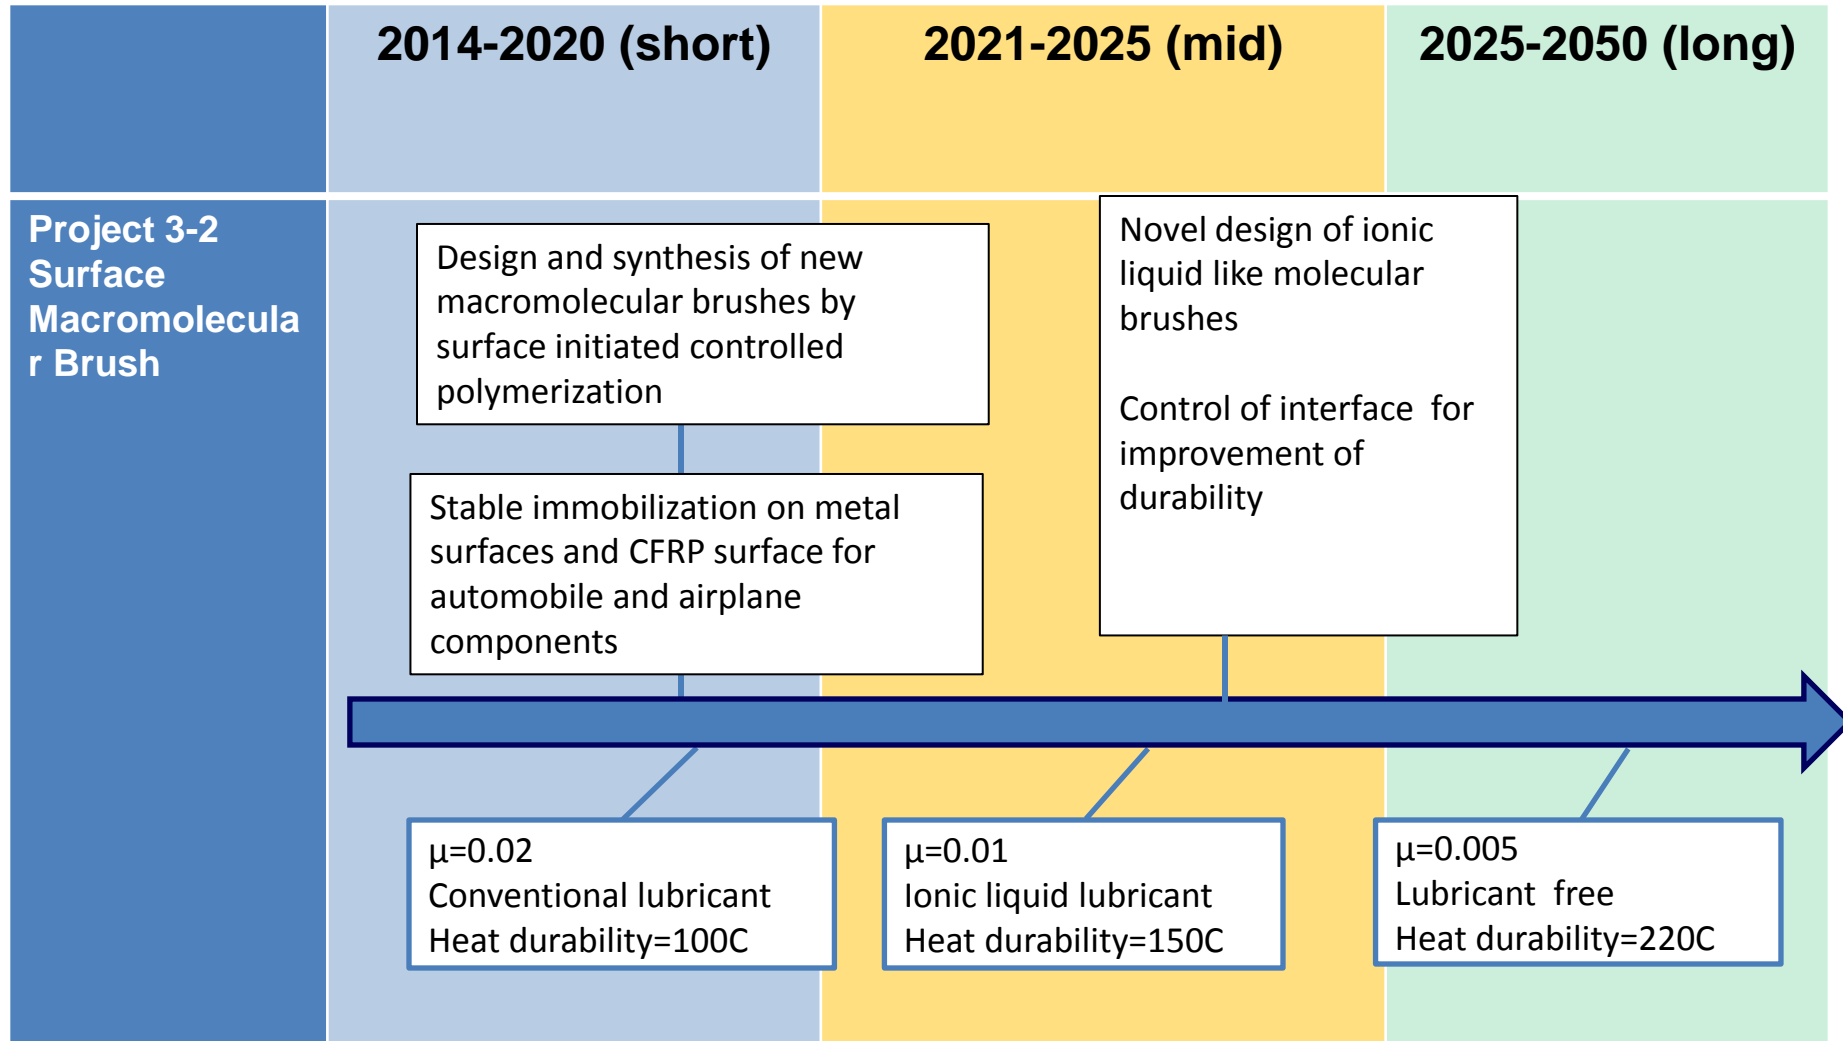 2014-2020 (short)
2021-2025 (mid)
2025-2050 (long)
Project 3-2
Surface
Macromolecula
r Brush
Design and synthesis of new
macromolecular brushes by
surface initiated controlled
polymerization
Stable immobilization on metal
surfaces and CFRP surface for
automobile and airplane
components
Novel design of ionic
liquid like molecular
brushes
Control of interface for
improvement of
durability
μ=0.02
Conventional lubricant
Heat durability=100C
μ=0.01
Ionic liquid lubricant
Heat durability=150C
μ=0.005
Lubricant free
Heat durability=220C